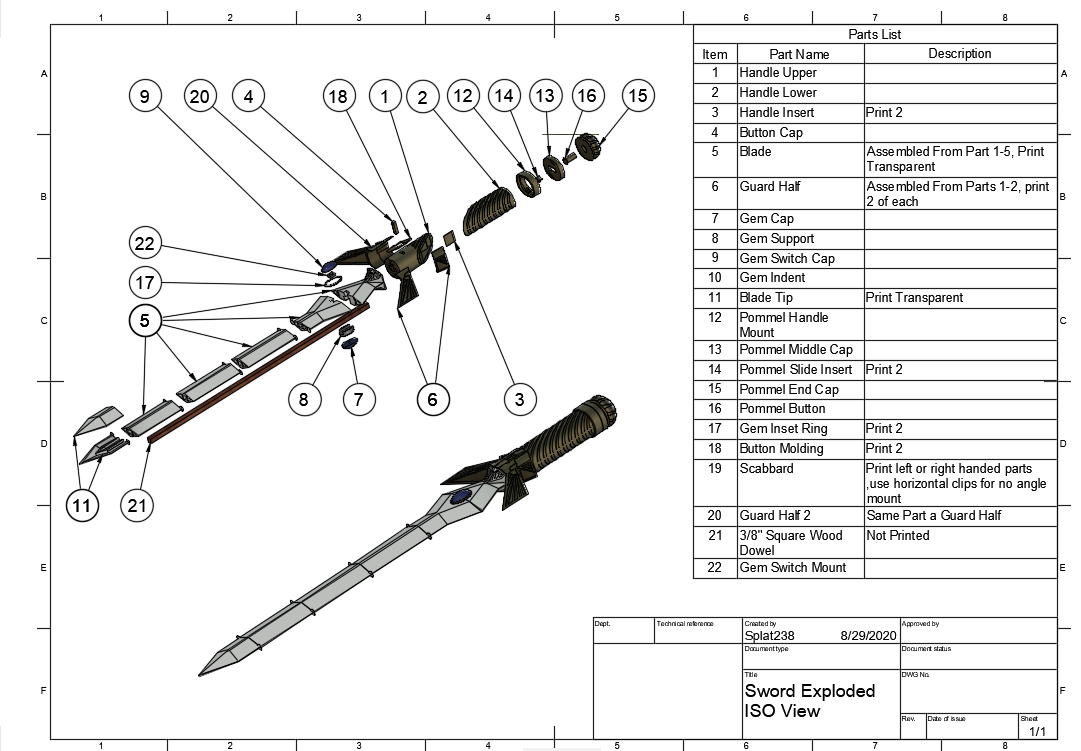 1 2 3 4 5 6 7 8
A A
9 20 4 18 1 2 12 14 13 16 15
B B
22
17
5
C C
8 7 6 3
D D
11 21
E E
F F
1 2 3 4 5 6 7 8
Parts List
Item Part Name Description
1 Handle Upper
2 Handle Lower
3 Handle Insert Print 2
4 Button Cap
5 Blade Assembled From Part 1-5, Print
Transparent
6 Guard Half Assembled From Parts 1-2, print
2 of each
7 Gem Cap
8 Gem Support
9 Gem Switch Cap
10 Gem Indent
11 Blade Tip Print Transparent
12 Pommel Handle
Mount
13 Pommel Middle Cap
14 Pommel Slide Insert Print 2
15 Pommel End Cap
16 Pommel Button
17 Gem Inset Ring Print 2
18 Button Molding Print 2
19 Scabbard Print left or right handed parts
,use horizontal clips for no angle
mount
20 Guard Half 2 Same Part a Guard Half
21 3/8" Square Wood Not Printed
Dowel
22 Gem Switch Mount
Dept. Technical reference Created by Approved by
Splat238 8/29/2020
Document type Document status
Title DWG No.
Sword Exploded
ISO View
Rev. Date of issue Sheet
1/1